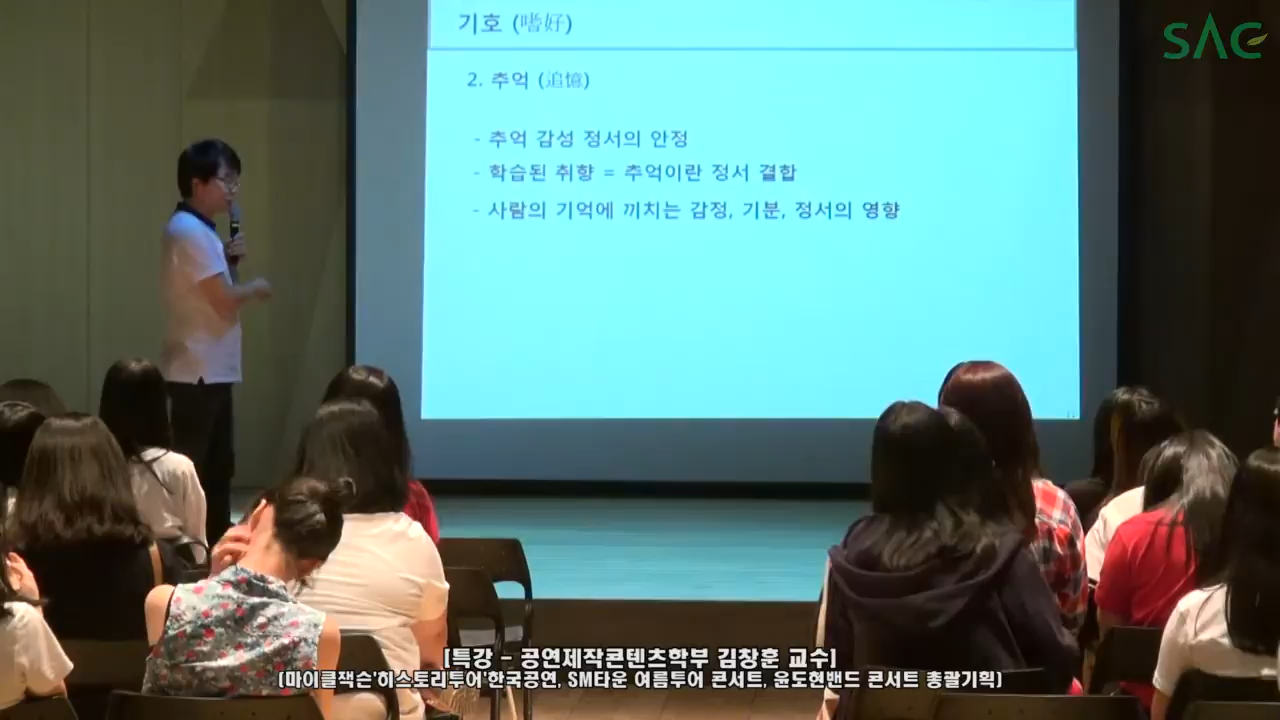 SAC
기호 (嗜好)
2. 추억 (追憶)
- 추억 감성 정서의 안정
- 학습된 취향 = 추억이란 정서 결합
- 사람의 기억에 끼치는 감정, 기분, 정서의 영향
[특강 - 공연제작콘텐츠학부 김창훈 교수]
(마이클잭슨'히스토리투어'한국공연, SM타운 여름투어 콘서트, 윤도현밴드 콘서트 총괄기획)